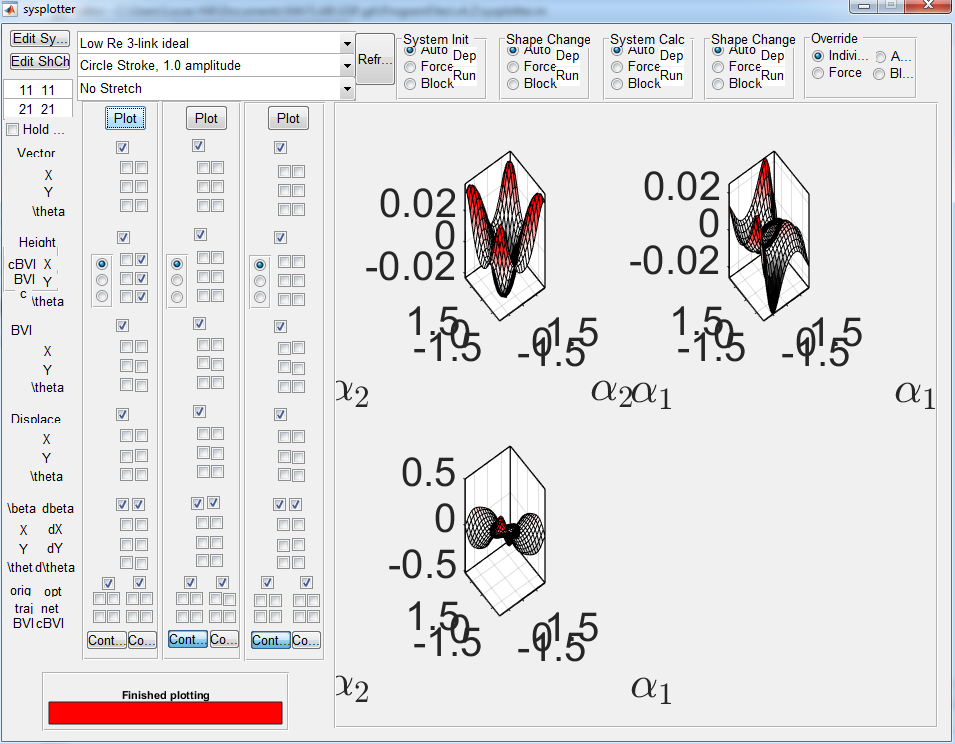 sysplotter
Edit Sy...
Edit ShCh
Low Re 3-link ideal
Circle Stroke, 1.0 amplitude
No Stretch
Refr...
System Init
Auto Dep
Force
Run
Block
Shape Change
Auto Dep
Force
Run
Block
System Calc
Auto Dep
Force
Run
Block
Shape Change
Auto Dep
Force
Run
Block
Override
Indivi... A...
Force Bl...
11 11
21 21
Hold ...
Plot Plot Plot
Vector
X
Y
\theta
Height
cBVI X
BVI Y
c \theta
BVI
X
Y
\theta
Displace
X
Y
\theta
\beta dbeta
X dX
Y dY
\thet d\theta
orig opt
traj net
BVI cBVI
Cont... Co... Cont... Co... Cont... Co...
Finished plotting
0.02
0
-0.02
1.5
0
-1.5
0
1.5
-1.5
α2
α1
0.02
0
-0.02
1.5
0
-1.5
0
1.5
-1.5
α2
α1
0.5
0
-0.5
1.5
0
-1.5
0
1.5
-1.5
α2
α1